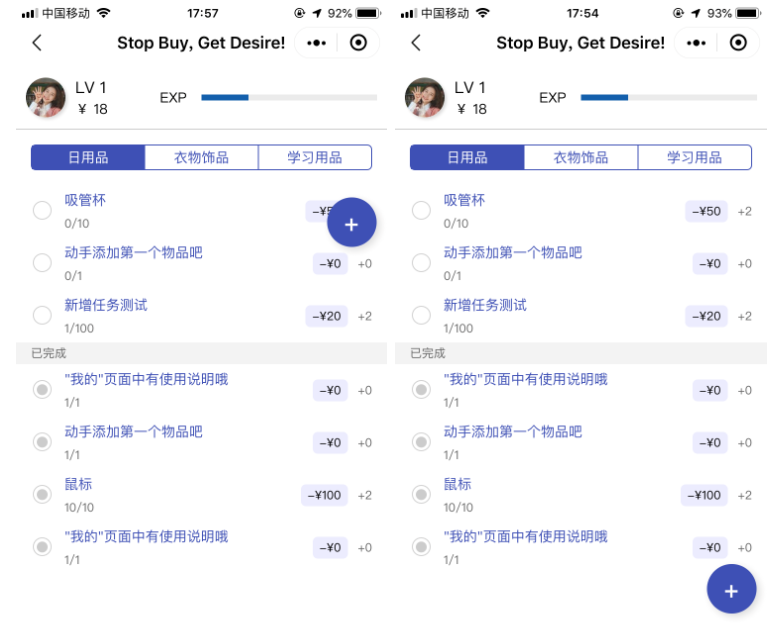 中国移动 17:57 92%
Stop Buy, Get Desire!
LV 1
¥ 18
EXP
日用品 衣物饰品 学习用品
吸管杯
0/10
动手添加第一个物品吧
0/1
−¥0 +0
新增任务测试
1/100
−¥20 +2
已完成
"我的"页面中有使用说明哦
1/1
−¥0 +0
动手添加第一个物品吧
1/1
−¥0 +0
鼠标
10/10
−¥100 +2
"我的"页面中有使用说明哦
1/1
−¥0 +0
中国移动 17:54 93%
Stop Buy, Get Desire!
LV 1
¥ 18
EXP
日用品 衣物饰品 学习用品
吸管杯
0/10
−¥50 +2
动手添加第一个物品吧
0/1
−¥0 +0
新增任务测试
1/100
−¥20 +2
已完成
"我的"页面中有使用说明哦
1/1
−¥0 +0
动手添加第一个物品吧
1/1
−¥0 +0
鼠标
10/10
−¥100 +2
"我的"页面中有使用说明哦
1/1
−¥0 +0
+